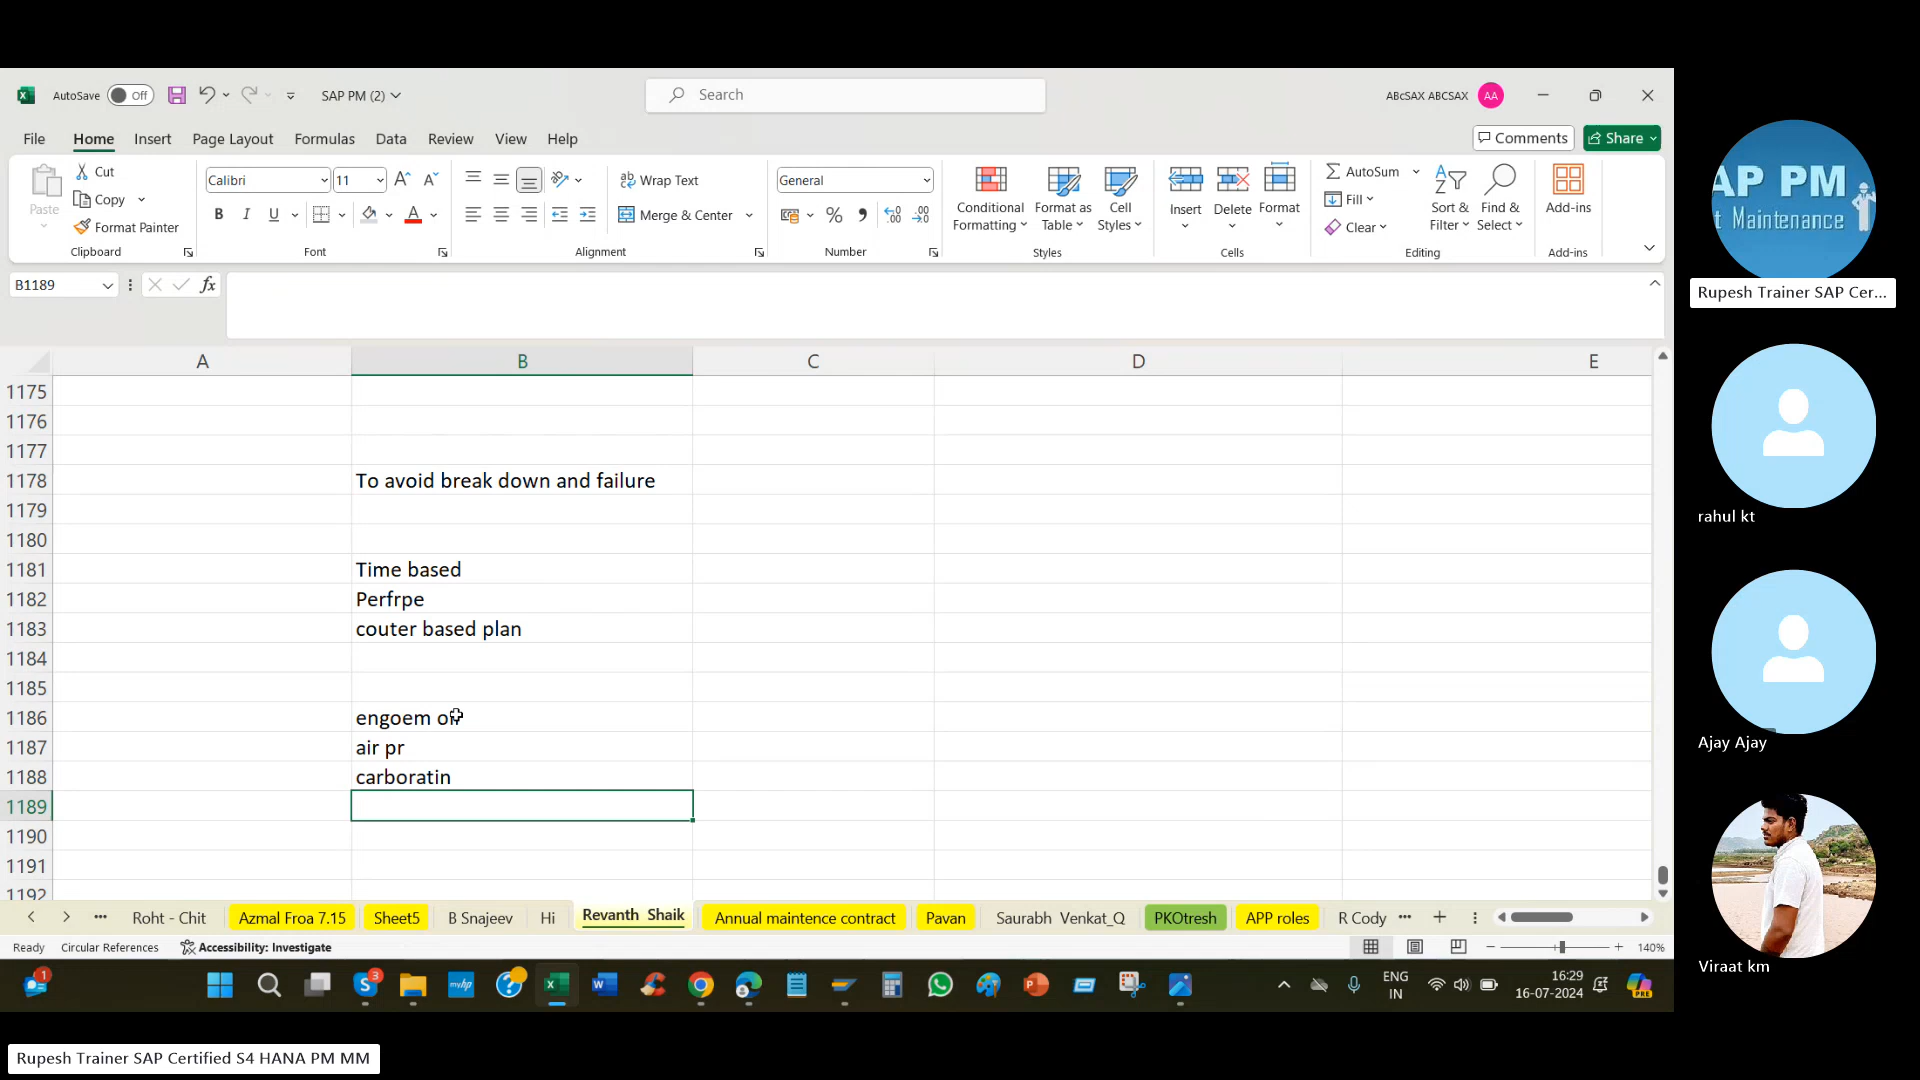 AutoSave Off SAP PM (2) Search ABcSAX ABCSAX AA
File Home Insert Page Layout Formulas Data Review View Help Comments Share
Paste Cut Copy Format Painter Clipboard
Calibri 11 B I U A Font
Wrap Text Merge & Center Alignment
General % Number
Conditional Formatting Format as Table Cell Styles Styles
Insert Delete Format Cells
AutoSum Fill Clear Sort & Filter Find & Select Editing
Add-ins Add-ins
B1189 fx
A B C D E
1175
1176
1177
1178 To avoid break down and failure
1179
1180
1181 Time based
1182 Perfrpe
1183 couter based plan
1184
1185
1186 engoem
1187 air pr
1188 carboratin
1189
1190
1191
1192
Roht - Chit Azmal Froa 7.15 Sheet5 B Snajeev Hi Revanth Shaik Annual maintence contract Pavan Saurabh Venkat_Q PKOtresh APP roles R Cody
Ready Circular References Accessibility: Investigate 140%
1 3 ENG IN 16:29 16-07-2024 PRE
AP PM
t Maintenance
Rupesh Trainer SAP Cer...
rahul kt
Ajay Ajay
Viraat km
Rupesh Trainer SAP Certified S4 HANA PM MM